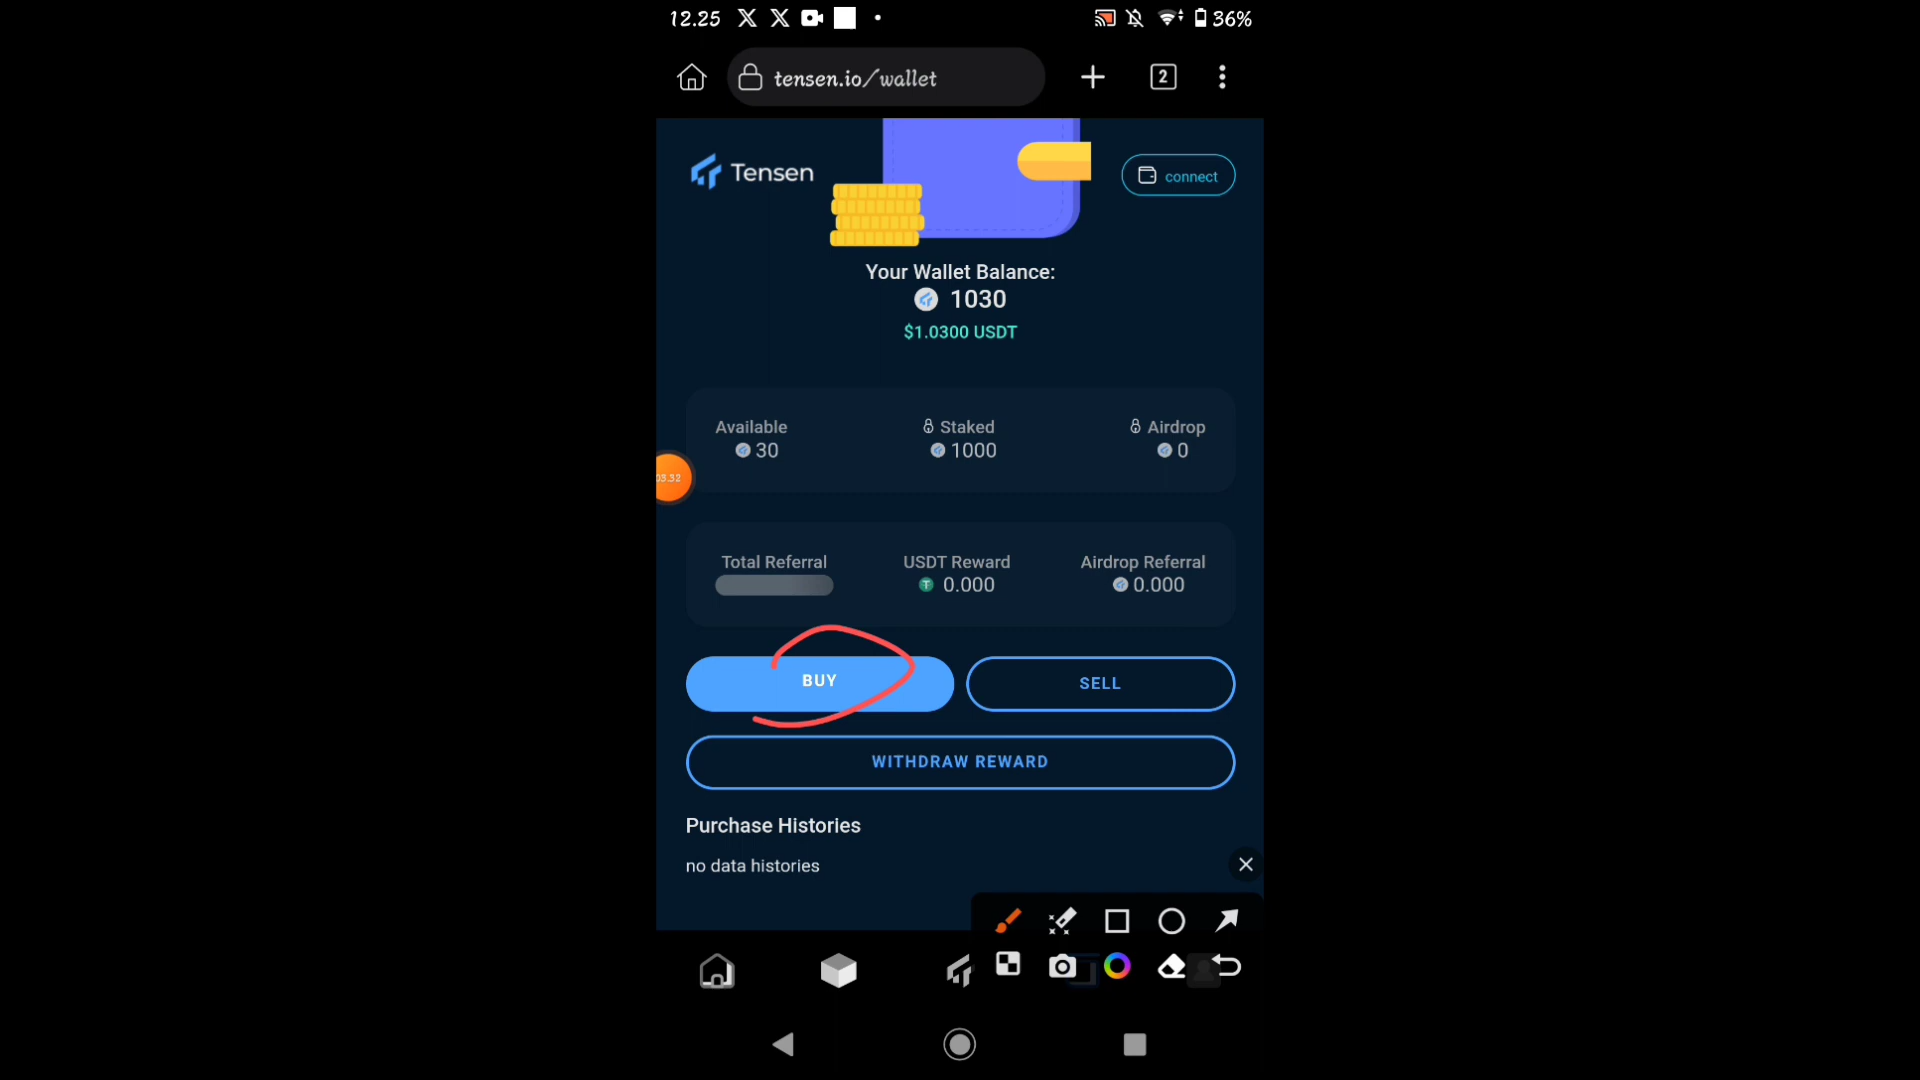 12.25 36%
tensen.io/wallet 2
Tensen connect
Your Wallet Balance:
1030
$1.0300 USDT
Available Staked Airdrop
30 1000 0
03.32
Total Referral USDT Reward Airdrop Referral
0.000 0.000
BUY SELL
WITHDRAW REWARD
Purchase Histories
no data histories